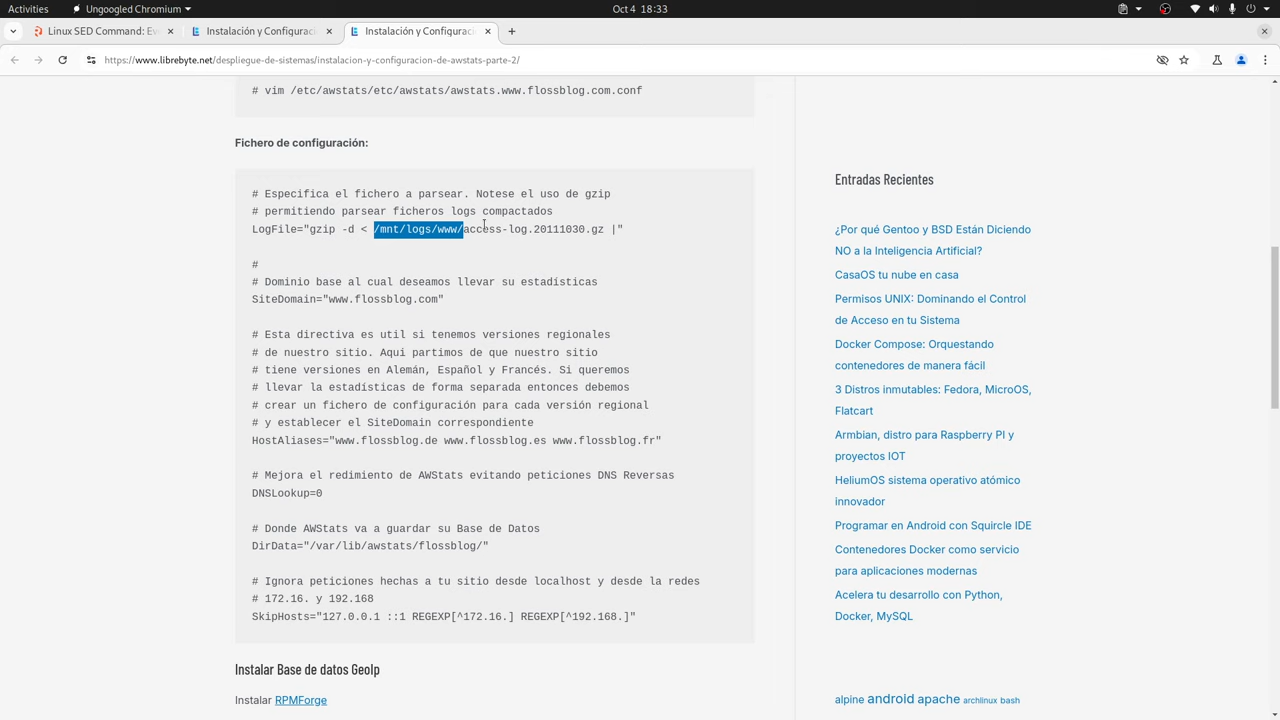 Activities
Ungoogled Chromium
Oct 4 18:33
Linux SED Command: Ev
Instalación y Configurac
Instalación y Configurac
https://www.librebyte.net/despliegue-de-sistemas/instalacion-y-configuracion-de-awstats-parte-2/
# vim /etc/awstats/etc/awstats/awstats.www.flossblog.com.conf
Fichero de configuración:
# Especifica el fichero a parsear. Notese el uso de gzip
# permitiendo parsear ficheros logs compactados
LogFile="gzip -d < /mnt/logs/www/access-log.20111030.gz |"
#
# Dominio base al cual deseamos llevar su estadísticas
SiteDomain="www.flossblog.com"
# Esta directiva es util si tenemos versiones regionales
# de nuestro sitio. Aqui partimos de que nuestro sitio
# tiene versiones en Alemán, Español y Francés. Si queremos
# llevar la estadísticas de forma separada entonces debemos
# crear un fichero de configuración para cada versión regional
# y establecer el SiteDomain correspondiente
HostAliases="www.flossblog.de www.flossblog.es www.flossblog.fr"
# Mejora el redimiento de AWStats evitando peticiones DNS Reversas
DNSLookup=0
# Donde AWStats va a guardar su Base de Datos
DirData="/var/lib/awstats/flossblog/"
# Ignora peticiones hechas a tu sitio desde localhost y desde la redes
# 172.16. y 192.168
SkipHosts="127.0.0.1 ::1 REGEXP[^172.16.] REGEXP[^192.168.]"
Instalar Base de datos GeoIp
Instalar RPMForge
Entradas Recientes
¿Por qué Gentoo y BSD Están Diciendo
NO a la Inteligencia Artificial?
CasaOS tu nube en casa
Permisos UNIX: Dominando el Control
de Acceso en tu Sistema
Docker Compose: Orquestando
contenedores de manera fácil
3 Distros inmutables: Fedora, MicroOS,
Flatcart
Armbian, distro para Raspberry PI y
proyectos IOT
HeliumOS sistema operativo atómico
innovador
Programar en Android con Squircle IDE
Contenedores Docker como servicio
para aplicaciones modernas
Acelera tu desarrollo con Python,
Docker, MySQL
alpine android apache archlinux bash